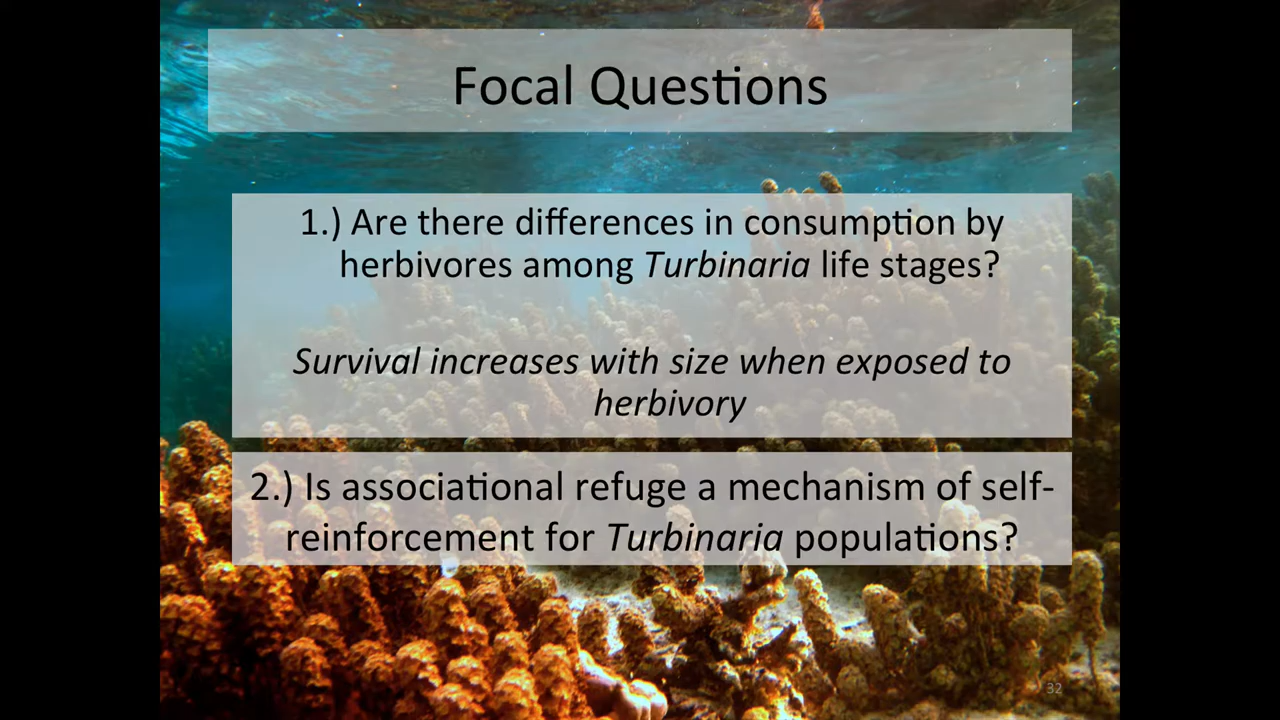 Focal Questions
1.) Are there differences in consumption by
herbivores among Turbinaria life stages?
Survival increases with size when exposed to
herbivory
2.) Is associational refuge a mechanism of self-
reinforcement for Turbinaria populations?
32